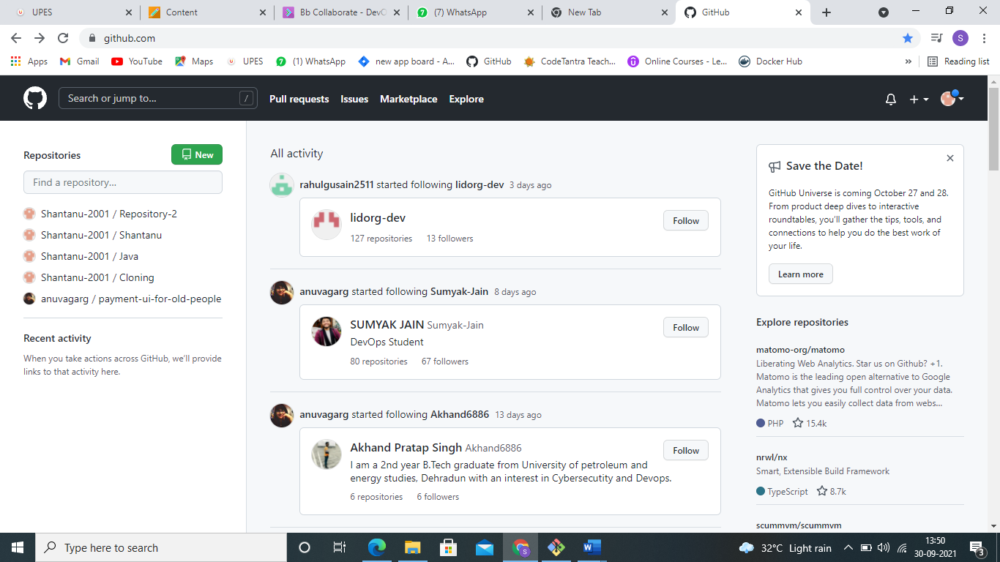 UPES
Content
Bb Collaborate - DevO
(7) WhatsApp
New Tab
GitHub
github.com
S
Apps
Gmail
YouTube
Maps
UPES
(1) WhatsApp
new app board - A...
GitHub
CodeTantra Teach...
Online Courses - Le...
Docker Hub
»
Reading list
Search or jump to...
/
Pull requests
Issues
Marketplace
Explore
Repositories
New
Find a repository...
Shantanu-2001 / Repository-2
Shantanu-2001 / Shantanu
Shantanu-2001 / Java
Shantanu-2001 / Cloning
anuvagarg / payment-ui-for-old-people
Recent activity
When you take actions across GitHub, we'll provide
links to that activity here.
All activity
rahulgusain2511 started following lidorg-dev 3 days ago
lidorg-dev
Follow
127 repositories 13 followers
anuvagarg started following Sumyak-Jain 8 days ago
SUMYAK JAIN Sumyak-Jain
Follow
DevOps Student
80 repositories 67 followers
anuvagarg started following Akhand6886 13 days ago
Akhand Pratap Singh Akhand6886
Follow
I am a 2nd year B.Tech graduate from University of petroleum and
energy studies, Dehradun with an interest in Cybersecutity and Devops.
6 repositories 6 followers
Save the Date!
GitHub Universe is coming October 27 and 28.
From product deep dives to interactive
roundtables, you'll gather the tips, tools, and
connections to help you do the best work of
your life.
Learn more
Explore repositories
matomo-org/matomo
Liberating Web Analytics. Star us on Github? +1.
Matomo is the leading open alternative to Google
Analytics that gives you full control over your data.
Matomo lets you easily collect data from webs...
PHP 15.4k
nrwl/nx
Smart, Extensible Build Framework
TypeScript 8.7k
scummvm/scummvm
Type here to search
32°C Light rain
13:50
30-09-2021
3